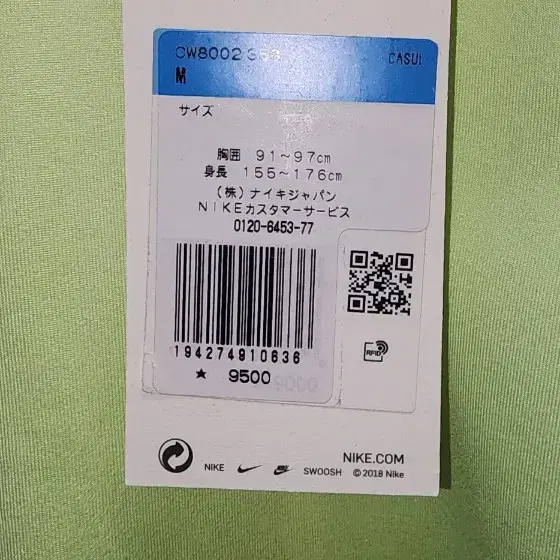 CW8002 CASUL
M
サイズ
胸囲 91~97cm
身長 155~176cm
(株)ナイキジャパン
NIKEカスタマーサービス
0120-6453-77
194274910636
★ 9500
RFID
NIKE SWOOSH
NIKE.COM
© 2018 Nike